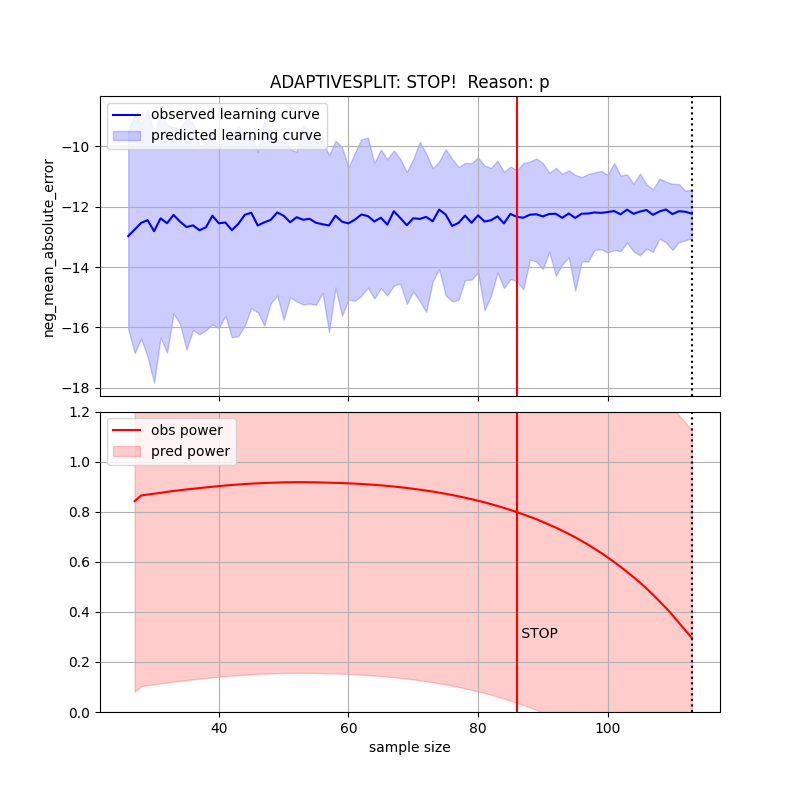 ADAPTIVESPLIT: STOP!  Reason: p
observed learning curve
predicted learning curve
neg_mean_absolute_error
−10
−12
−14
−16
−18
obs power
pred power
1.2
1.0
0.8
0.6
0.4
0.2
0.0
STOP
40 60 80 100
sample size